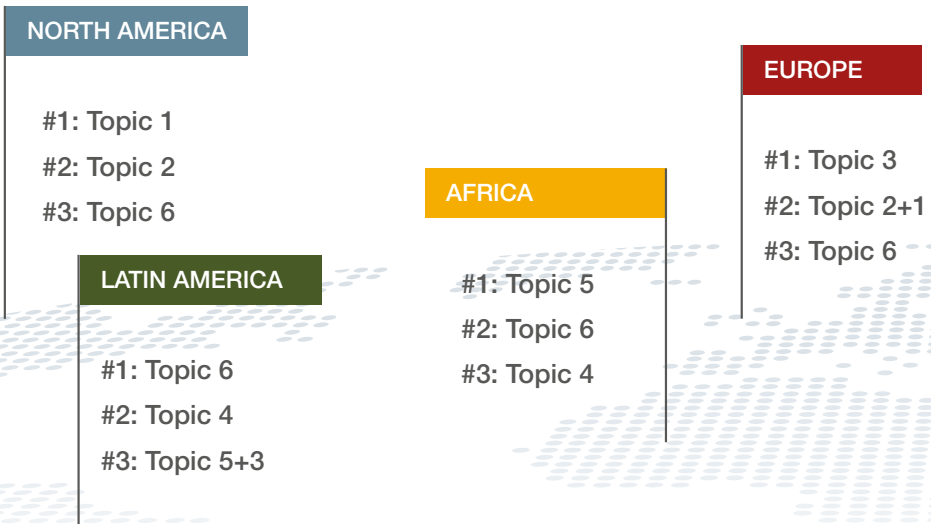 NORTH AMERICA
#1: Topic 1
#2: Topic 2
#3: Topic 6
LATIN AMERICA
#1: Topic 6
#2: Topic 4
#3: Topic 5+3
AFRICA
#1: Topic 5
#2: Topic 6
#3: Topic 4
EUROPE
#1: Topic 3
#2: Topic 2+1
#3: Topic 6